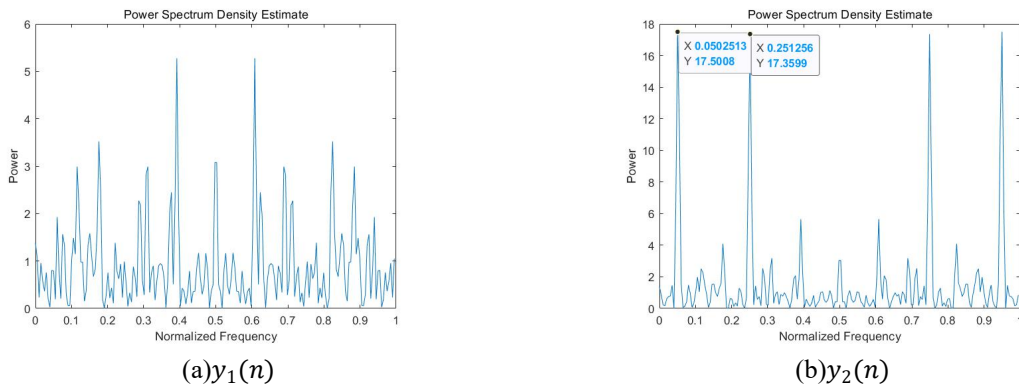 Power Spectrum Density Estimate
6
5
4
3
2
1
0
Power
0 0.1 0.2 0.3 0.4 0.5 0.6 0.7 0.8 0.9 1
Normalized Frequency
(a)y₁(n)
Power Spectrum Density Estimate
18
16
14
12
10
8
6
4
2
0
Power
X 0.0502513
Y 17.5008
X 0.251256
Y 17.3599
0 0.1 0.2 0.3 0.4 0.5 0.6 0.7 0.8 0.9 1
Normalized Frequency
(b)y₂(n)